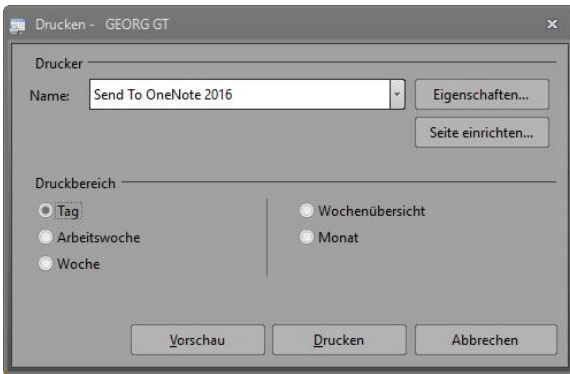 Drucken - GEORG GT
Drucker
Name: Send To OneNote 2016 Eigenschaften...
Seite einrichten...
Druckbereich
Tag Wochenübersicht
Arbeitswoche Monat
Woche
Vorschau Drucken Abbrechen